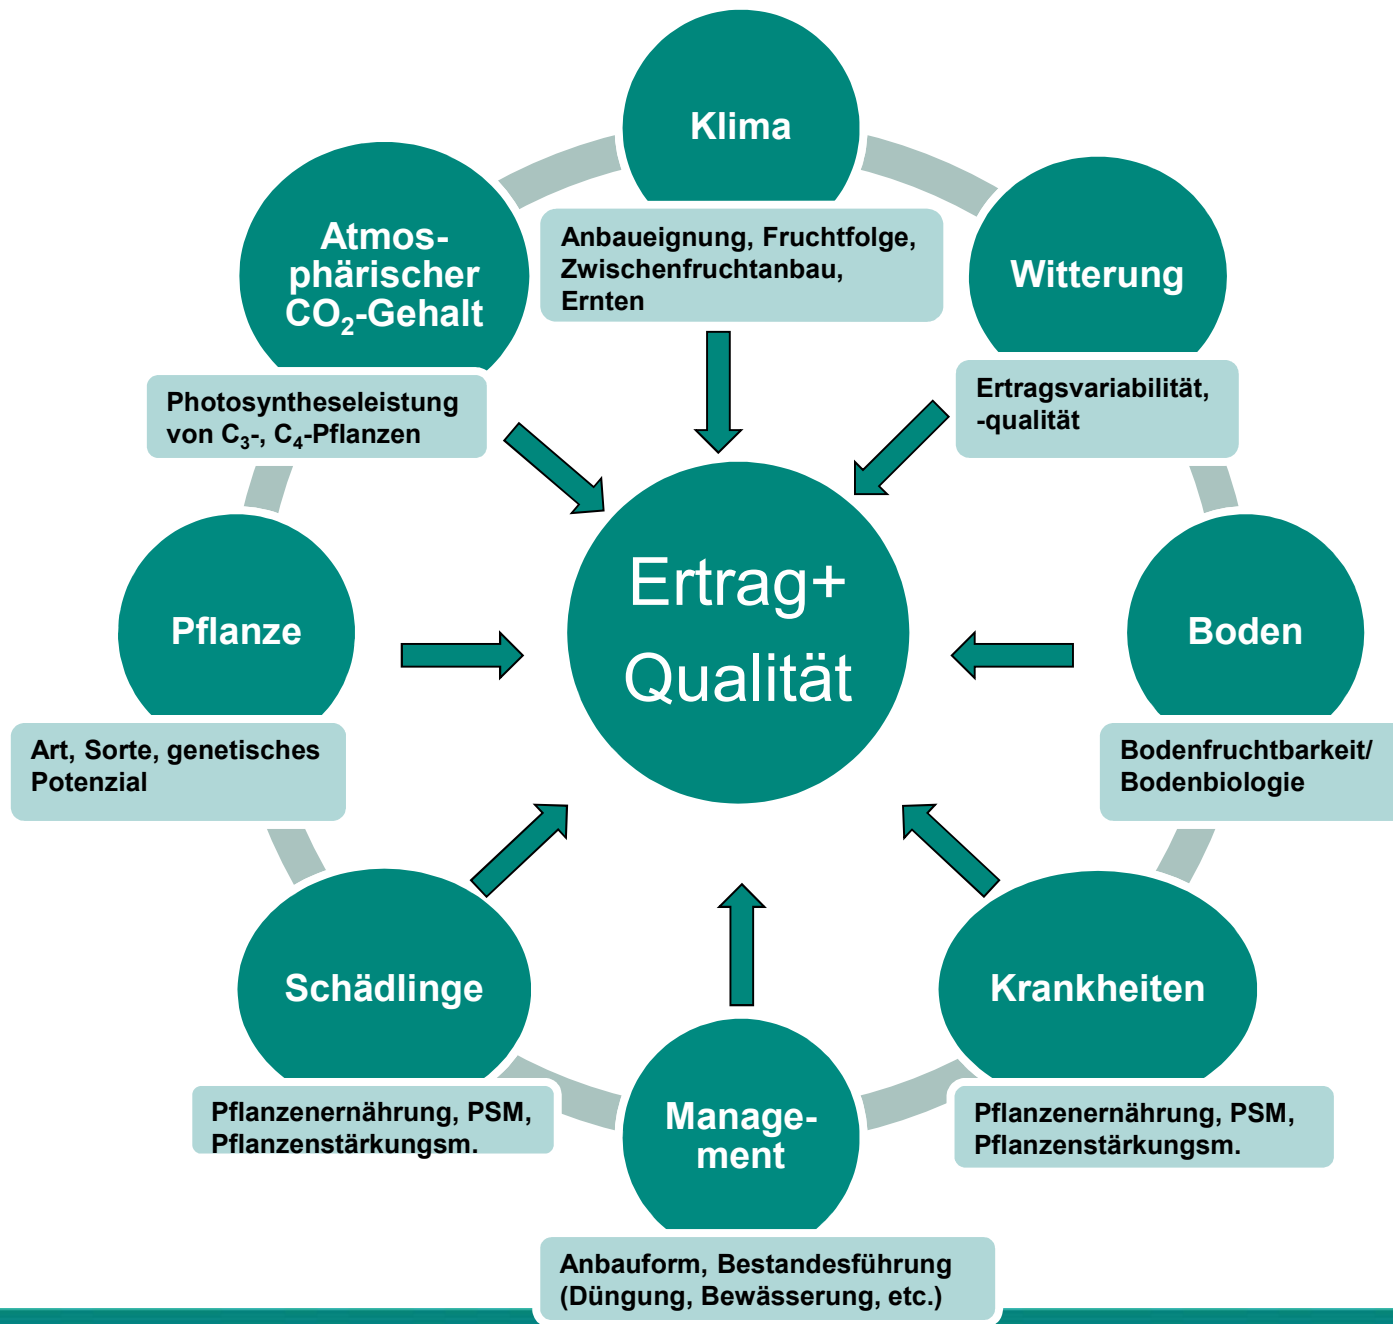 Klima
Anbaueignung, Fruchtfolge,
Zwischenfruchtanbau,
Ernten
Atmos-
phärischer
CO₂-Gehalt
Photosyntheseleistung
von C₃-, C₄-Pflanzen
Witterung
Ertragsvariabilität,
-qualität
Ertrag+
Qualität
Pflanze
Art, Sorte, genetisches
Potenzial
Boden
Bodenfruchtbarkeit/
Bodenbiologie
Schädlinge
Pflanzenernährung, PSM,
Pflanzenstärkungsm.
Krankheiten
Pflanzenernährung, PSM,
Pflanzenstärkungsm.
Manage-
ment
Anbauform, Bestandesführung
(Düngung, Bewässerung, etc.)